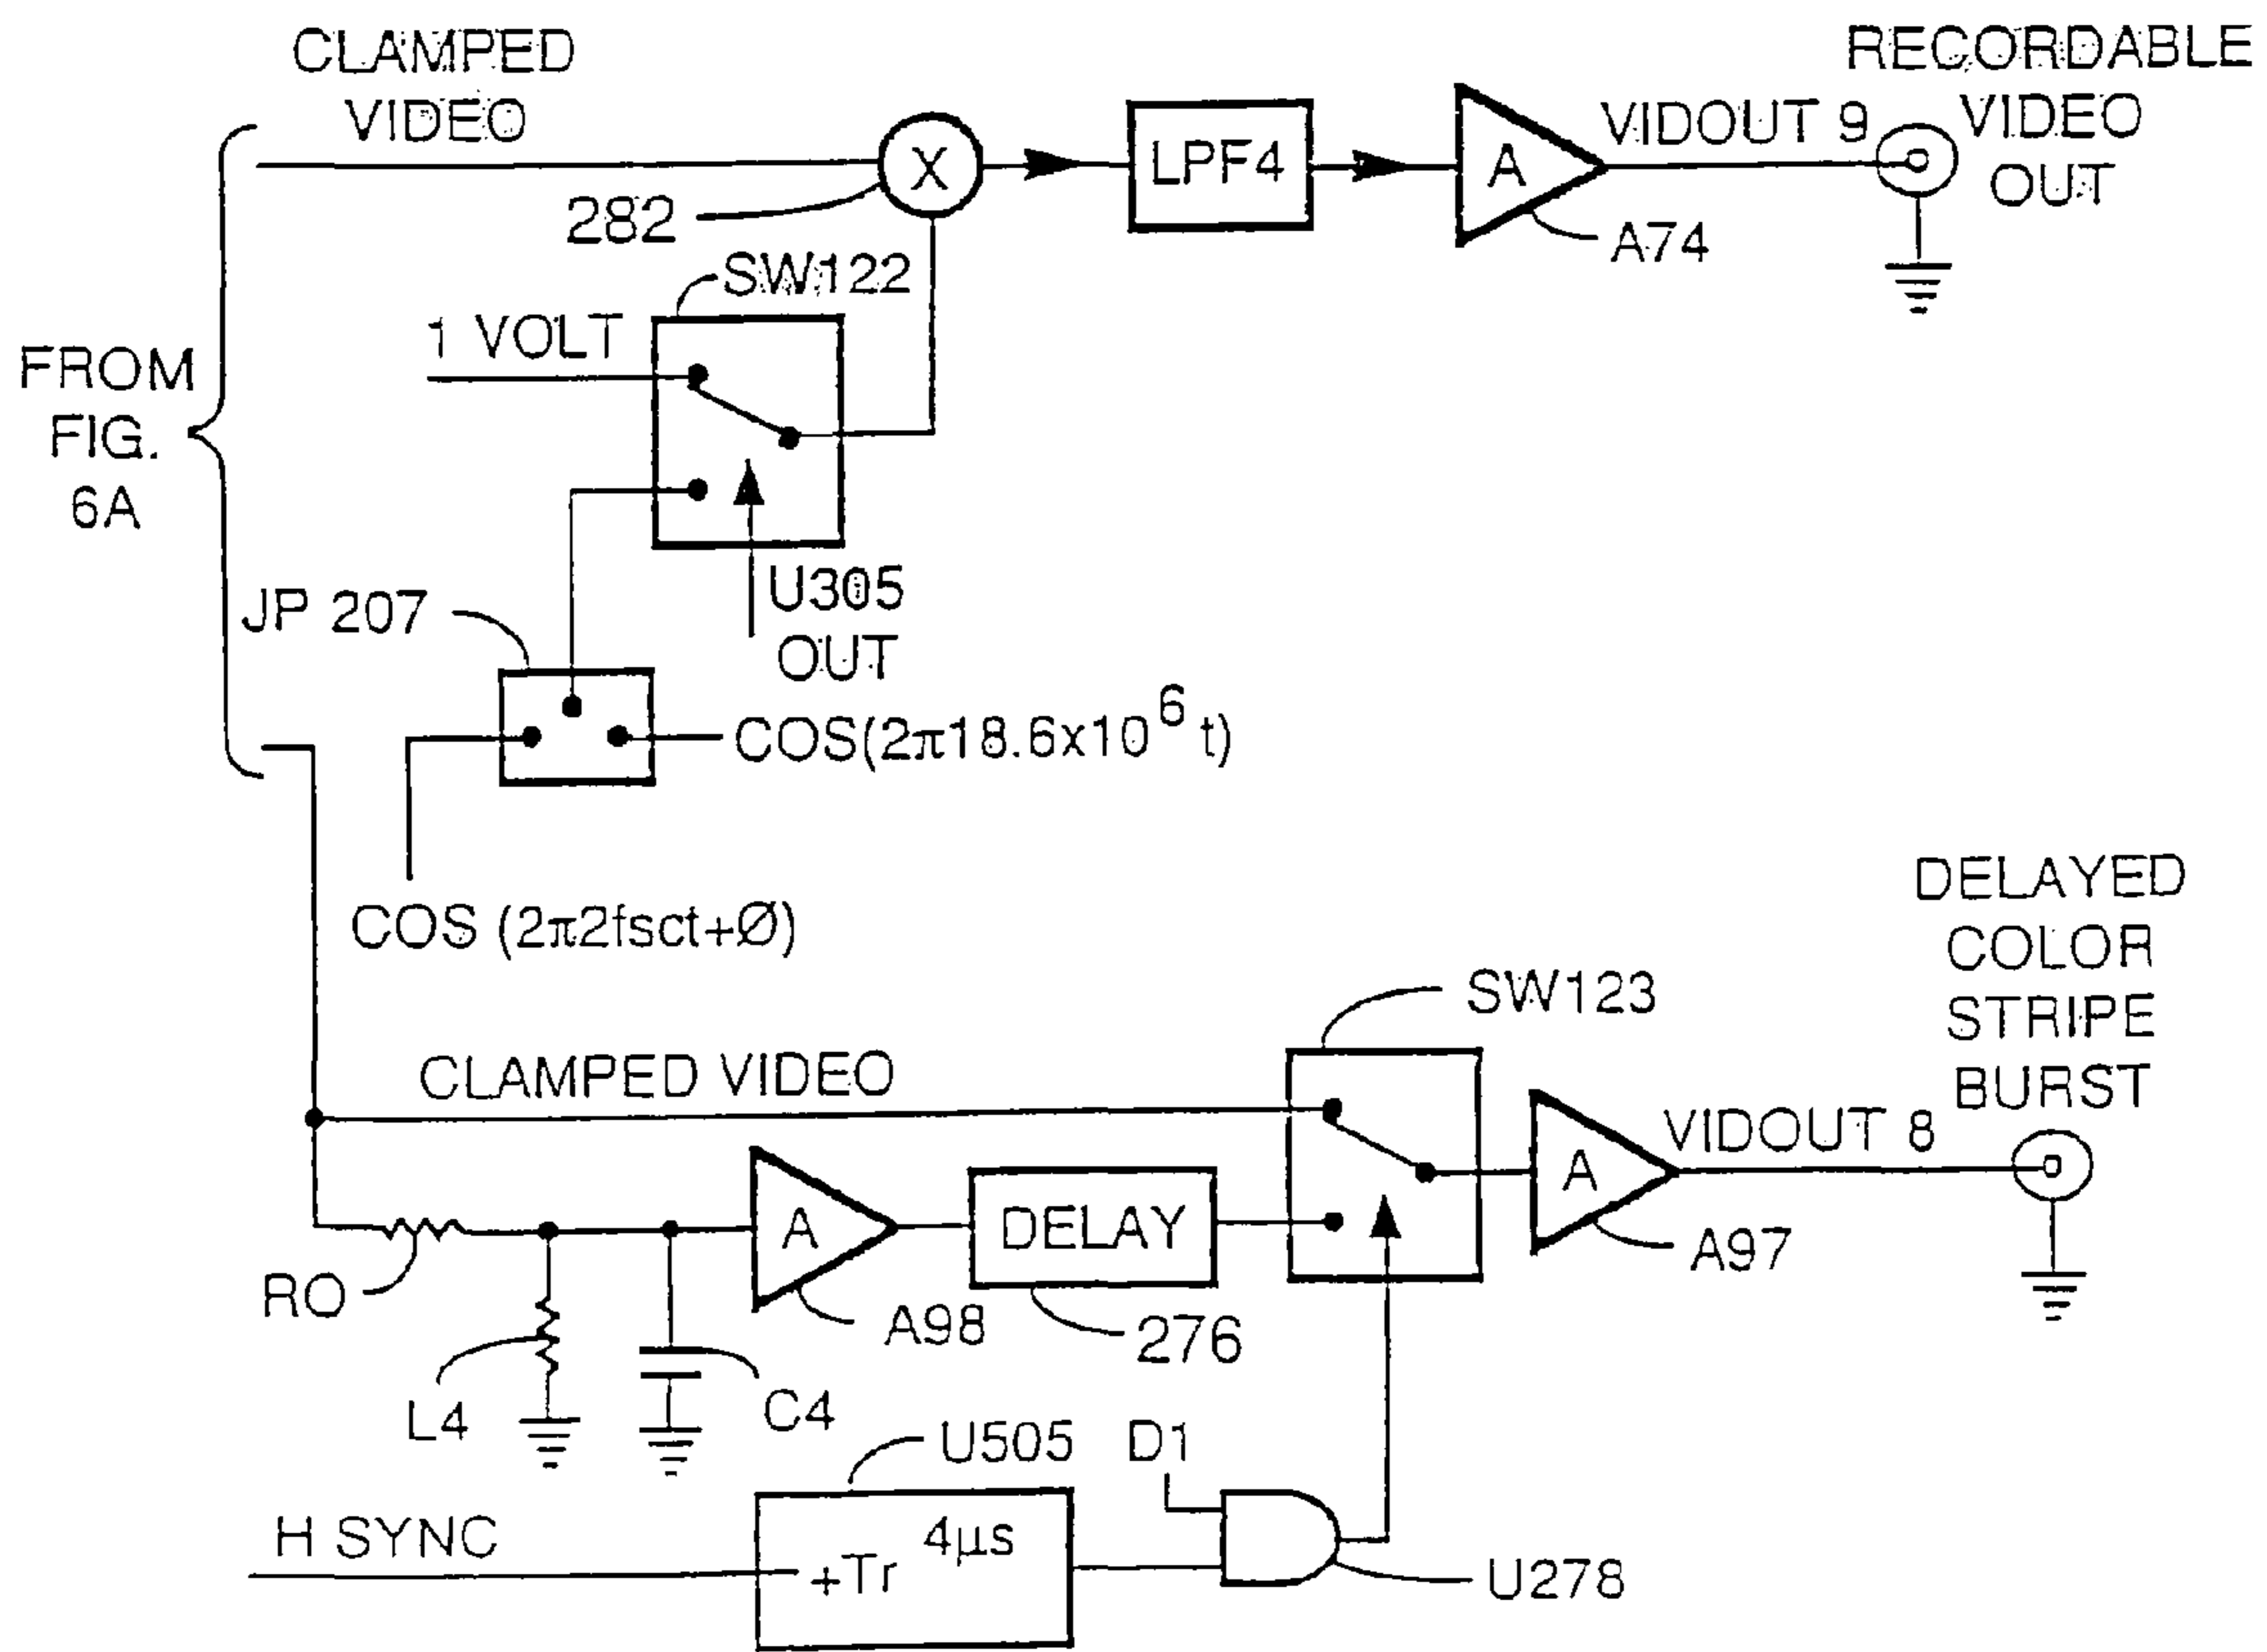 CLAMPED
VIDEO
RECORDABLE
VIDEO
OUT
VIDOUT 9
X
LPF4
A
A74
282
SW122
1 VOLT
FROM
FIG.
6A
U305
OUT
JP 207
COS(2π18.6x10⁶ t)
COS (2π2fsct+Ø)
DELAYED
COLOR
STRIPE
BURST
SW123
CLAMPED VIDEO
VIDOUT 8
A
DELAY
A
A97
RO
A98
276
L4
C4
U505
D1
H SYNC
4µs
+Tr
U278